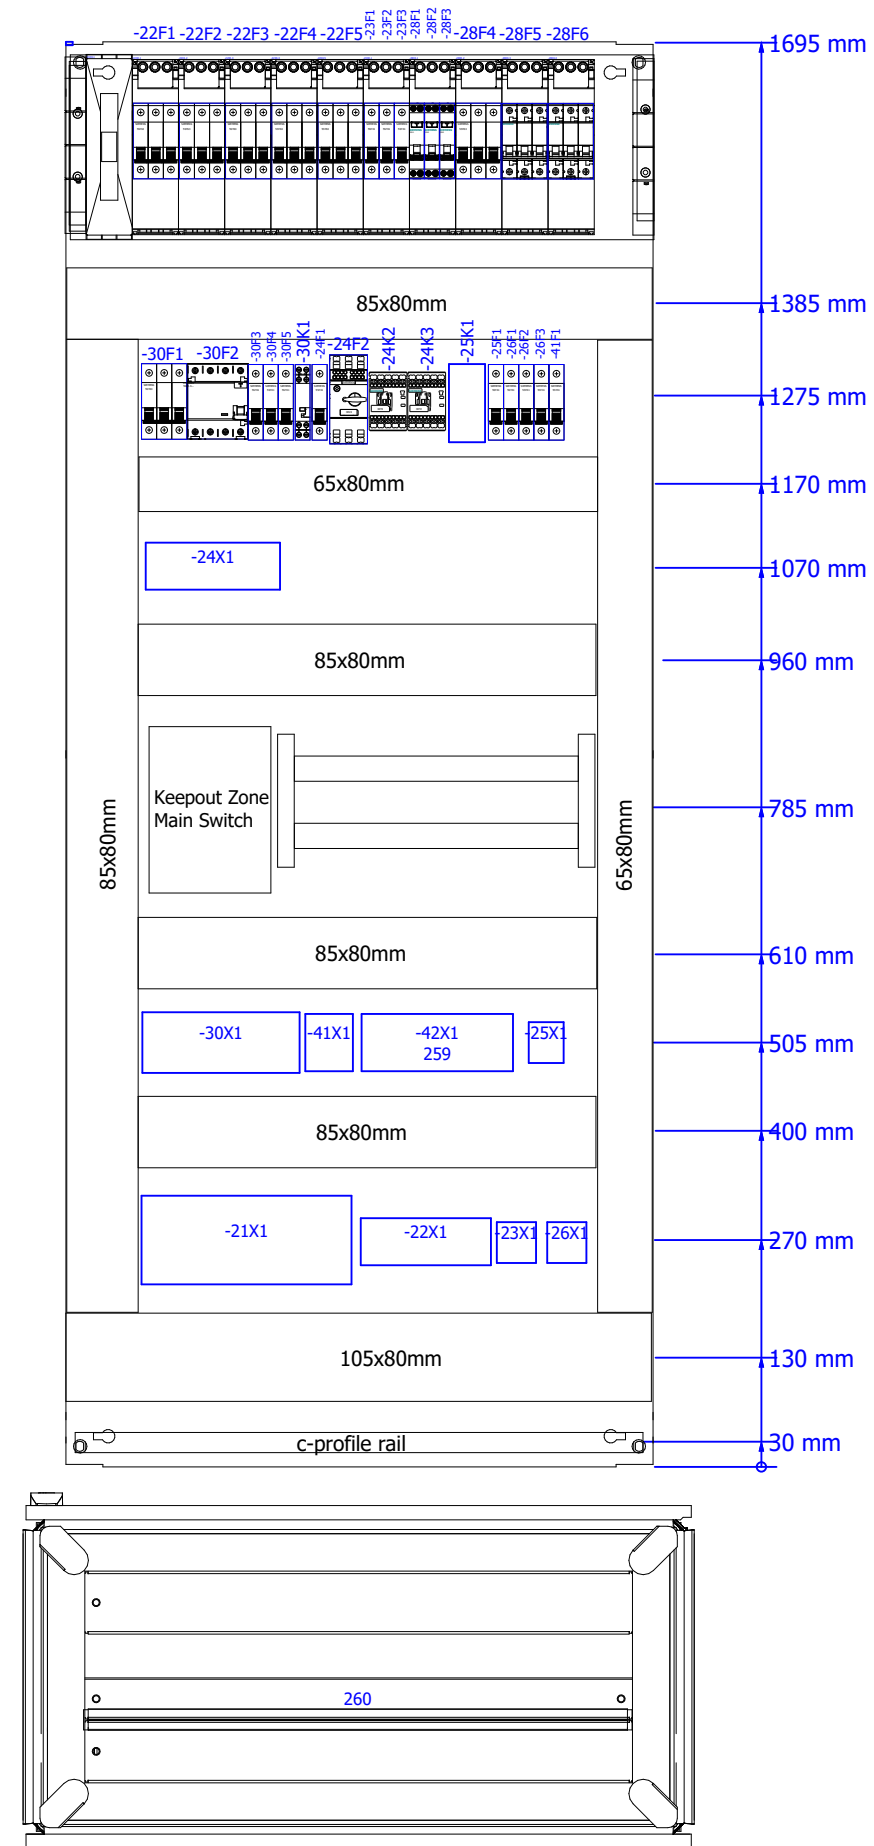 -22F1 -22F2 -22F3 -22F4 -22F5 -23F1 -23F2 -23F3 -28F1 -28F2 -28F3 -28F4 -28F5 -28F6
1695 mm
85x80mm
1385 mm
-30F1 -30F2 -30F3 -30F4 -30F5 -30K1 -24F1 -24F2 -24K2 -24K3 -25K1 -25F1 -26F1 -26F2 -26F3 -41F1
1275 mm
65x80mm
1170 mm
-24X1
1070 mm
85x80mm
960 mm
Keepout Zone
Main Switch
785 mm
85x80mm
65x80mm
85x80mm
610 mm
-30X1 -41X1 -42X1 -25X1
259
505 mm
85x80mm
400 mm
-21X1 -22X1 -23X1 -26X1
270 mm
105x80mm
130 mm
c-profile rail
30 mm
260